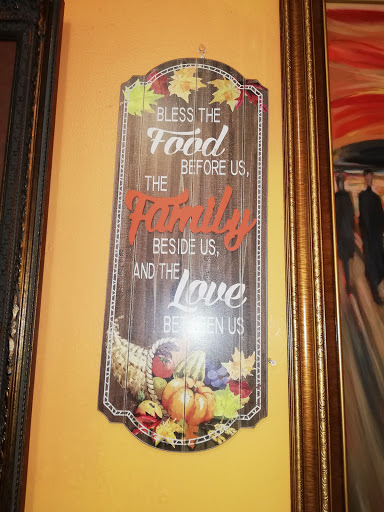 BLESS THE
Food
BEFORE US,
THE
Family
BESIDE US,
AND THE
Love
BETWEEN US